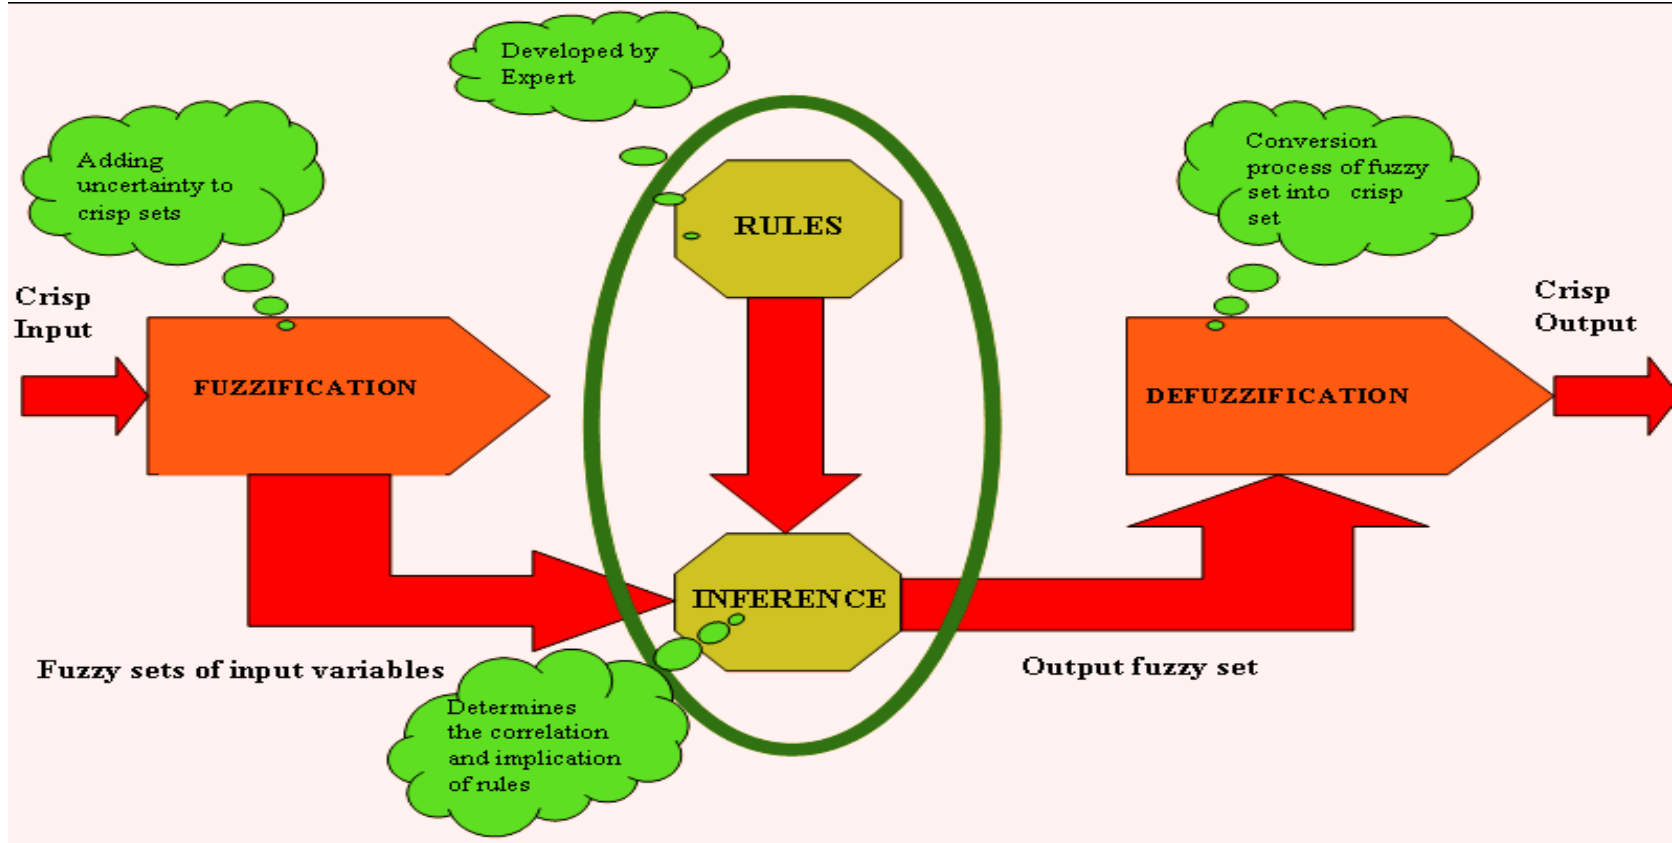 Developed by
Expert
Adding
uncertainty to
crisp sets
Conversion
process of fuzzy
set into crisp
set
RULES
Crisp
Input
Crisp
Output
FUZZIFICATION
DEFUZZIFICATION
INFERENCE
Fuzzy sets of input variables
Output fuzzy set
Determines
the correlation
and implication
of rules